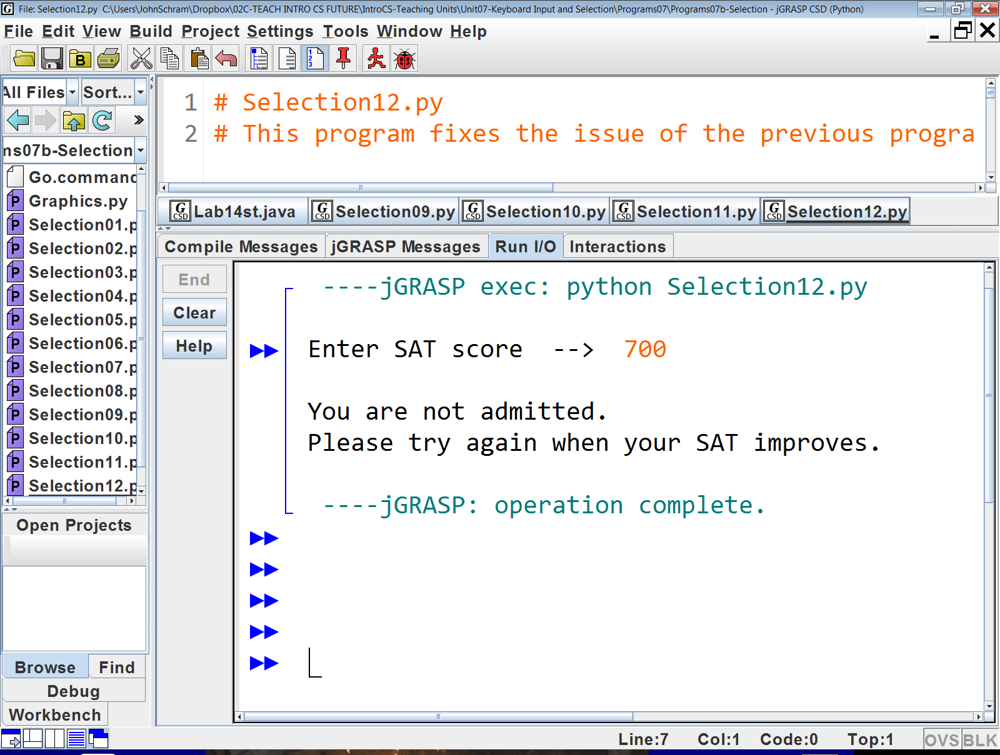 File: Selection12.py  C:\Users\JohnSchram\Dropbox\02C-TEACH INTRO CS FUTURE\IntroCS-Teaching Units\Unit07-Keyboard Input and Selection\Programs07\Programs07b-Selection - jGRASP CSD (Python)
File Edit View Build Project Settings Tools Window Help
All Files Sort...
ms07b-Selection
Go.command
Graphics.py
Selection01.p
Selection02.p
Selection03.p
Selection04.p
Selection05.p
Selection06.p
Selection07.p
Selection08.p
Selection09.p
Selection10.p
Selection11.p
Selection12.p
Open Projects
Browse Find
Debug
Workbench
1 # Selection12.py
2 # This program fixes the issue of the previous progra
Lab14st.java Selection09.py Selection10.py Selection11.py Selection12.py
Compile Messages jGRASP Messages Run I/O Interactions
End
Clear
Help
----jGRASP exec: python Selection12.py
Enter SAT score  -->  700
You are not admitted.
Please try again when your SAT improves.
----jGRASP: operation complete.
Line:7 Col:1 Code:0 Top:1 OVS BLK